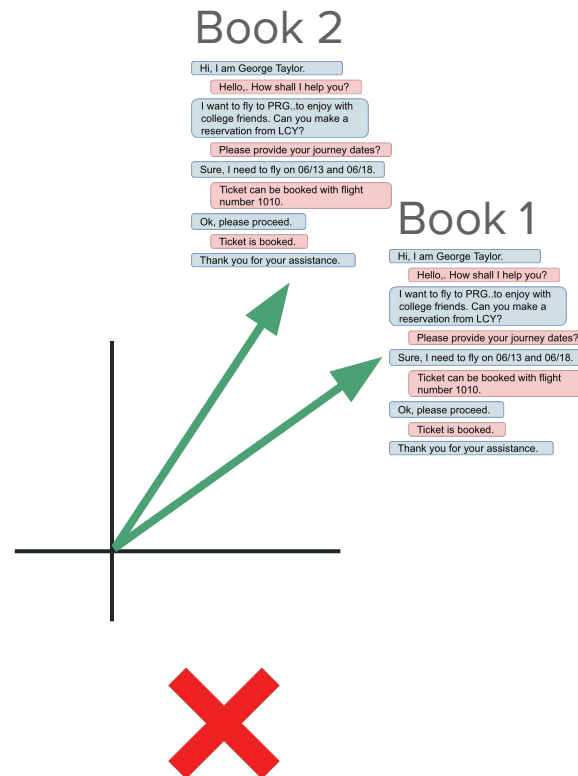 Book 2
Hi, I am George Taylor.
Hello,. How shall I help you?
I want to fly to PRG..to enjoy with
college friends. Can you make a
reservation from LCY?
Please provide your journey dates?
Sure, I need to fly on 06/13 and 06/18.
Ticket can be booked with flight
number 1010.
Ok, please proceed.
Ticket is booked.
Thank you for your assistance.
Book 1
Hi, I am George Taylor.
Hello,. How shall I help you?
I want to fly to PRG..to enjoy with
college friends. Can you make a
reservation from LCY?
Please provide your journey dates?
Sure, I need to fly on 06/13 and 06/18.
Ticket can be booked with flight
number 1010.
Ok, please proceed.
Ticket is booked.
Thank you for your assistance.